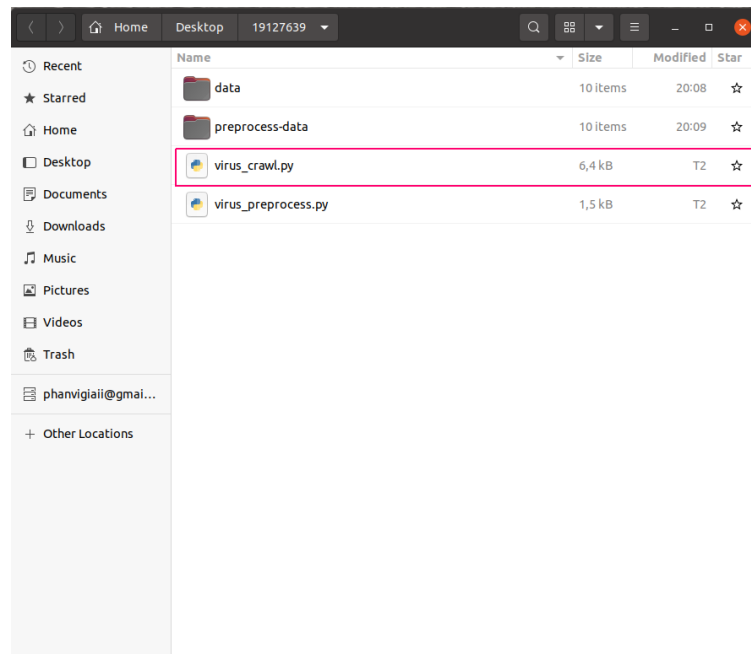 Home Desktop 19127639
Recent
Starred
Home
Desktop
Documents
Downloads
Music
Pictures
Videos
Trash
phanvigiaii@gmai...
Other Locations
Name Size Modified Star
data 10 items 20:08
preprocess-data 10 items 20:09
virus_crawl.py 6,4 kB T2
virus_preprocess.py 1,5 kB T2